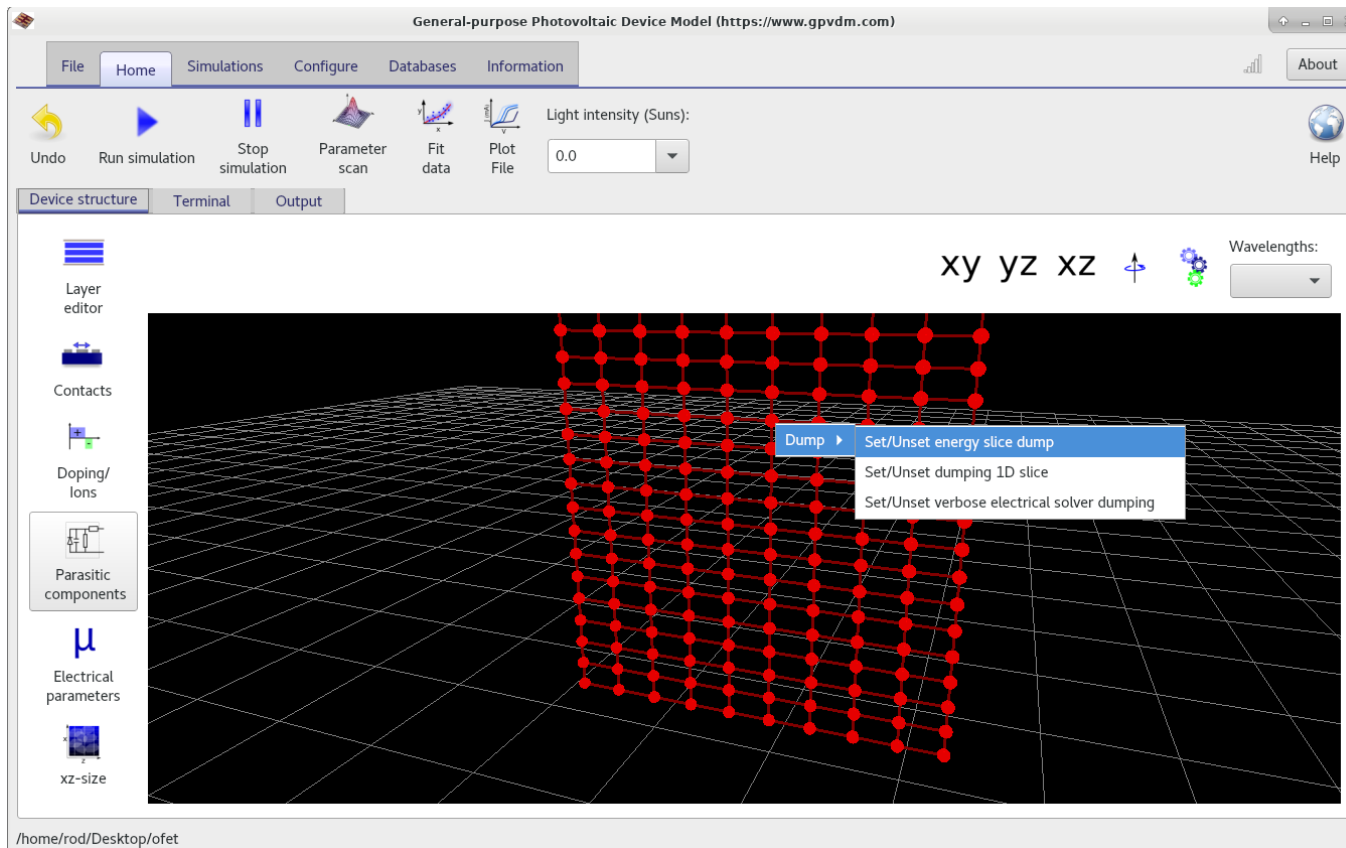 General-purpose Photovoltaic Device Model (https://www.gpvdm.com)
File Home Simulations Configure Databases Information
About
Undo
Run simulation
Stop
simulation
Parameter
scan
Fit
data
Plot
File
Light intensity (Suns):
0.0
Help
Device structure Terminal Output
xy yz xz
Wavelengths:
Layer
editor
Contacts
Doping/
Ions
Parasitic
components
μ
Electrical
parameters
xz-size
Dump
Set/Unset energy slice dump
Set/Unset dumping 1D slice
Set/Unset verbose electrical solver dumping
/home/rod/Desktop/ofet